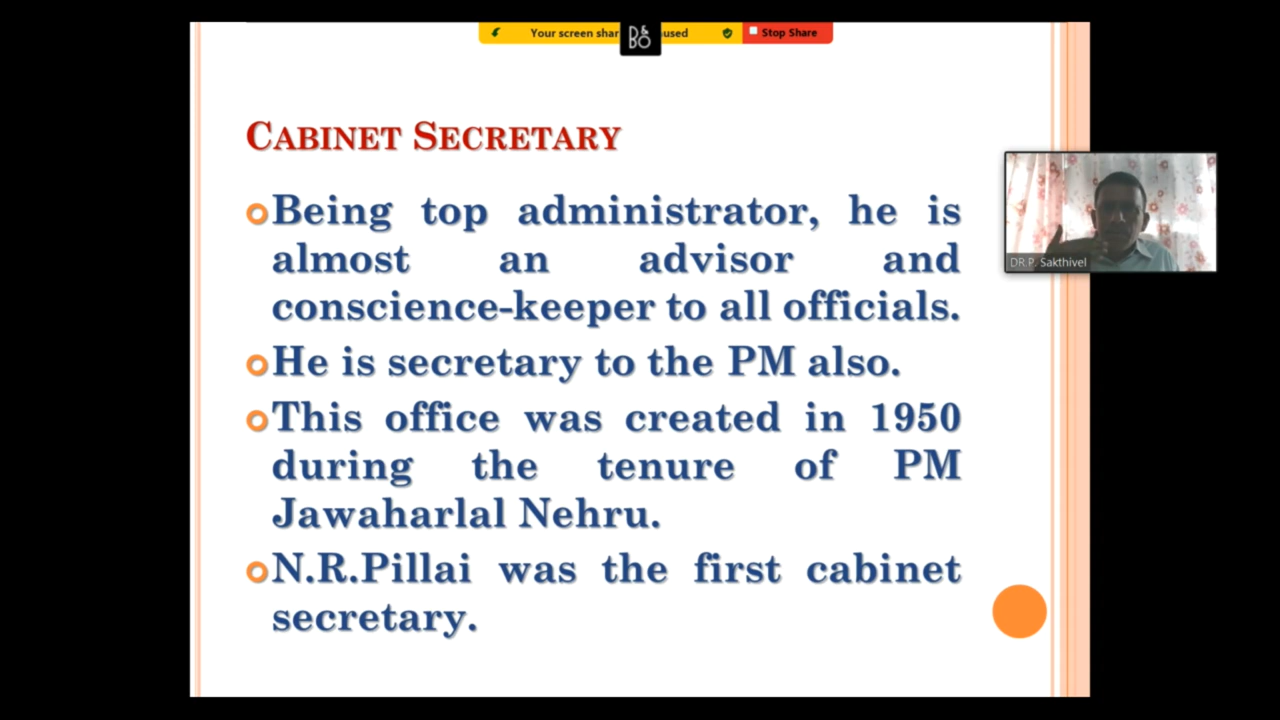 Your screen shar
used
Stop Share
B&
BO
CABINET SECRETARY
Being top administrator, he is
almost an advisor and
conscience-keeper to all officials.
He is secretary to the PM also.
This office was created in 1950
during the tenure of PM
Jawaharlal Nehru.
N.R.Pillai was the first cabinet
secretary.
DR.P. Sakthivel